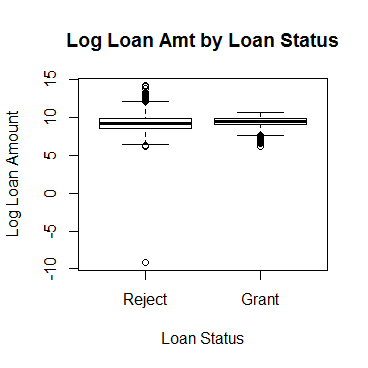 Log Loan Amt by Loan Status
Log Loan Amount
15
10
5
0
-5
-10
Reject Grant
Loan Status